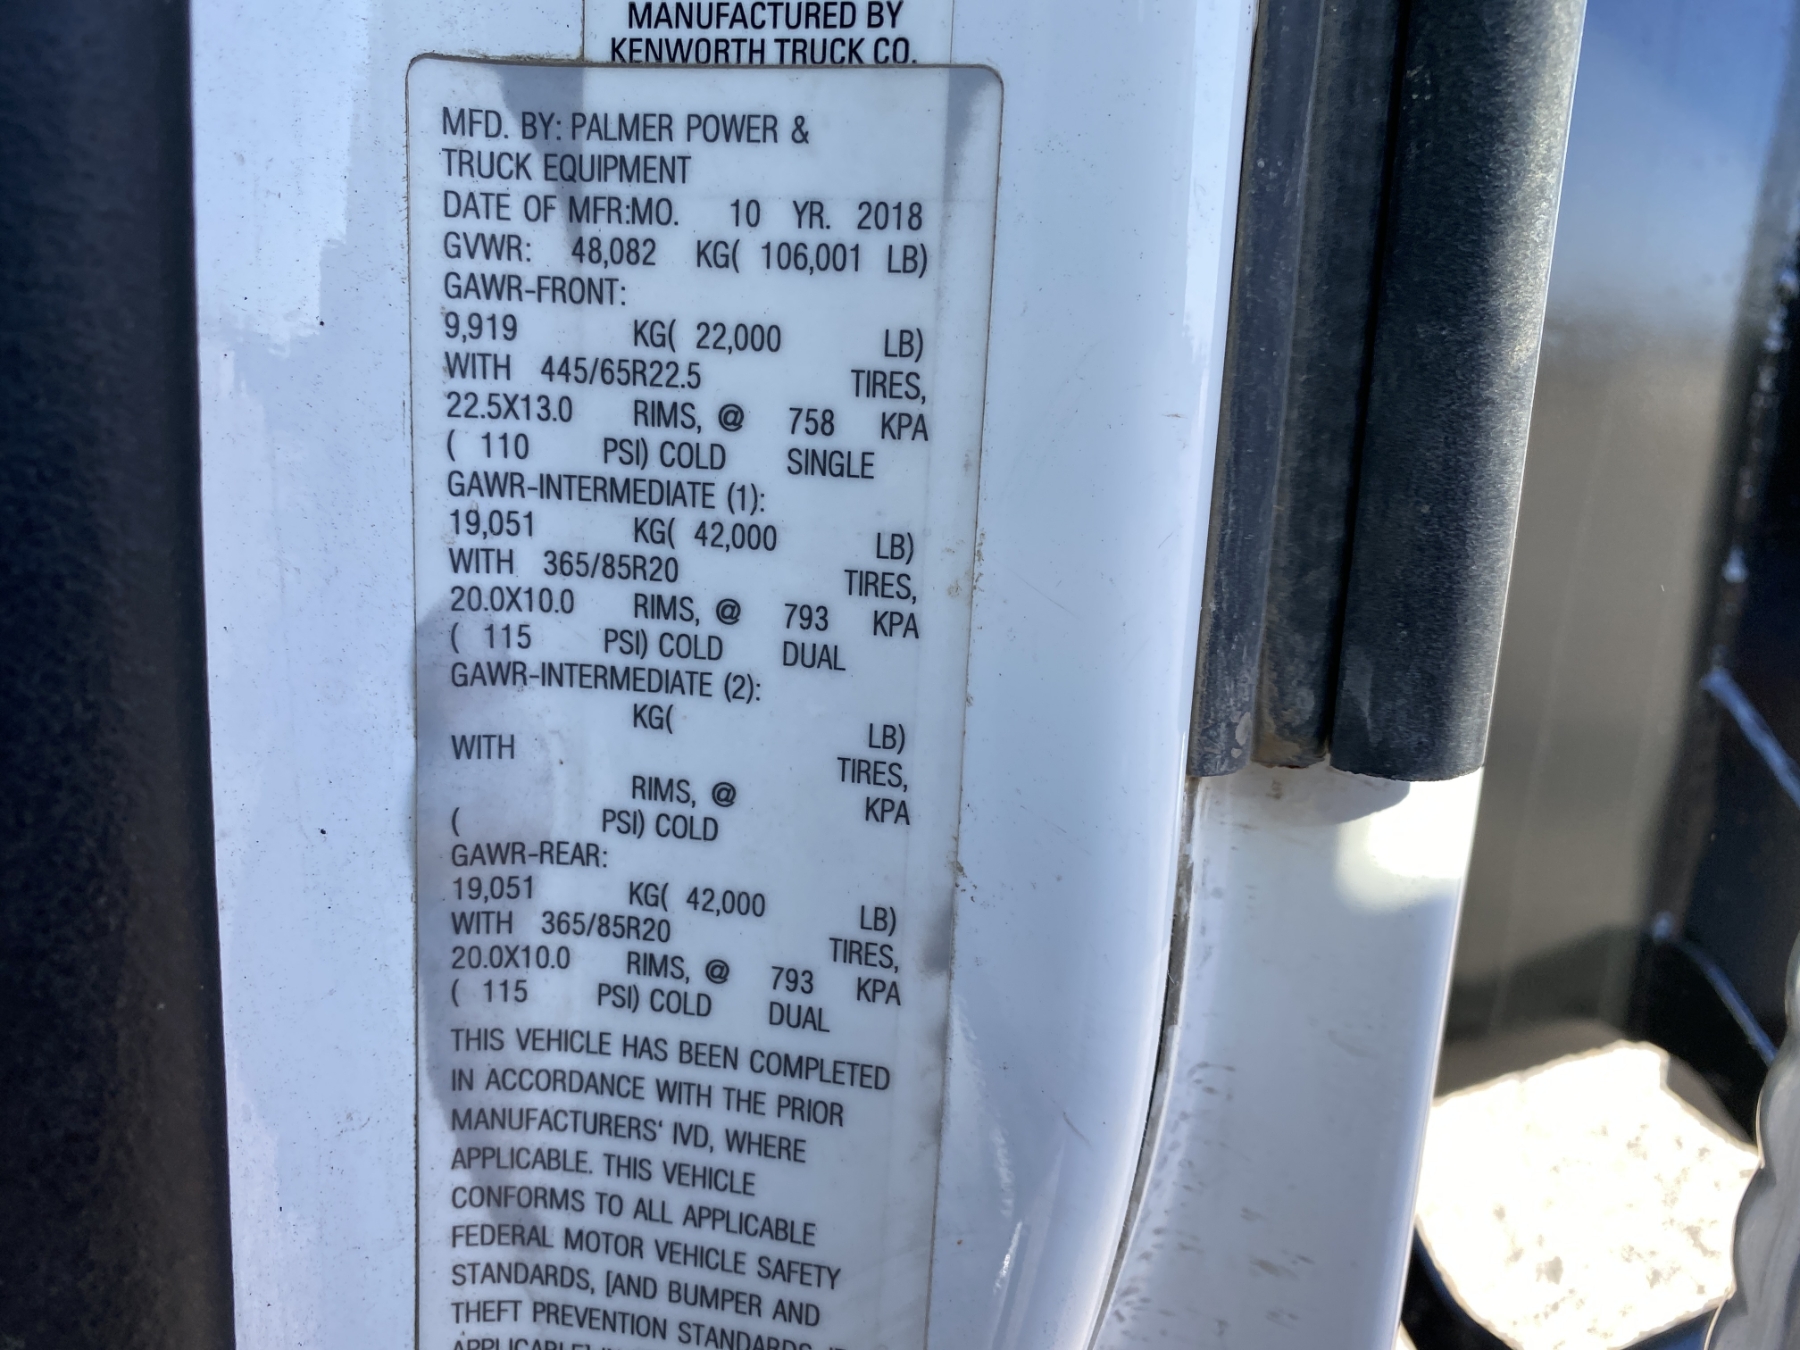 MANUFACTURED BY
KENWORTH TRUCK CO.
MFD. BY: PALMER POWER &
TRUCK EQUIPMENT
DATE OF MFR:MO. 10 YR. 2018
GVWR: 48,082 KG( 106,001 LB)
GAWR-FRONT:
9,919 KG( 22,000 LB)
WITH 445/65R22.5 TIRES,
22.5X13.0 RIMS, @ 758 KPA
( 110 PSI) COLD SINGLE
GAWR-INTERMEDIATE (1):
19,051 KG( 42,000 LB)
WITH 365/85R20 TIRES,
20.0X10.0 RIMS, @ 793 KPA
( 115 PSI) COLD DUAL
GAWR-INTERMEDIATE (2):
KG( LB)
WITH TIRES,
RIMS, @ KPA
( PSI) COLD
GAWR-REAR:
19,051 KG( 42,000 LB)
WITH 365/85R20 TIRES,
20.0X10.0 RIMS, @ 793 KPA
( 115 PSI) COLD DUAL
THIS VEHICLE HAS BEEN COMPLETED
IN ACCORDANCE WITH THE PRIOR
MANUFACTURERS' IVD, WHERE
APPLICABLE. THIS VEHICLE
CONFORMS TO ALL APPLICABLE
FEDERAL MOTOR VEHICLE SAFETY
STANDARDS, [AND BUMPER AND
THEFT PREVENTION STANDARDS,
APPLICABLE]